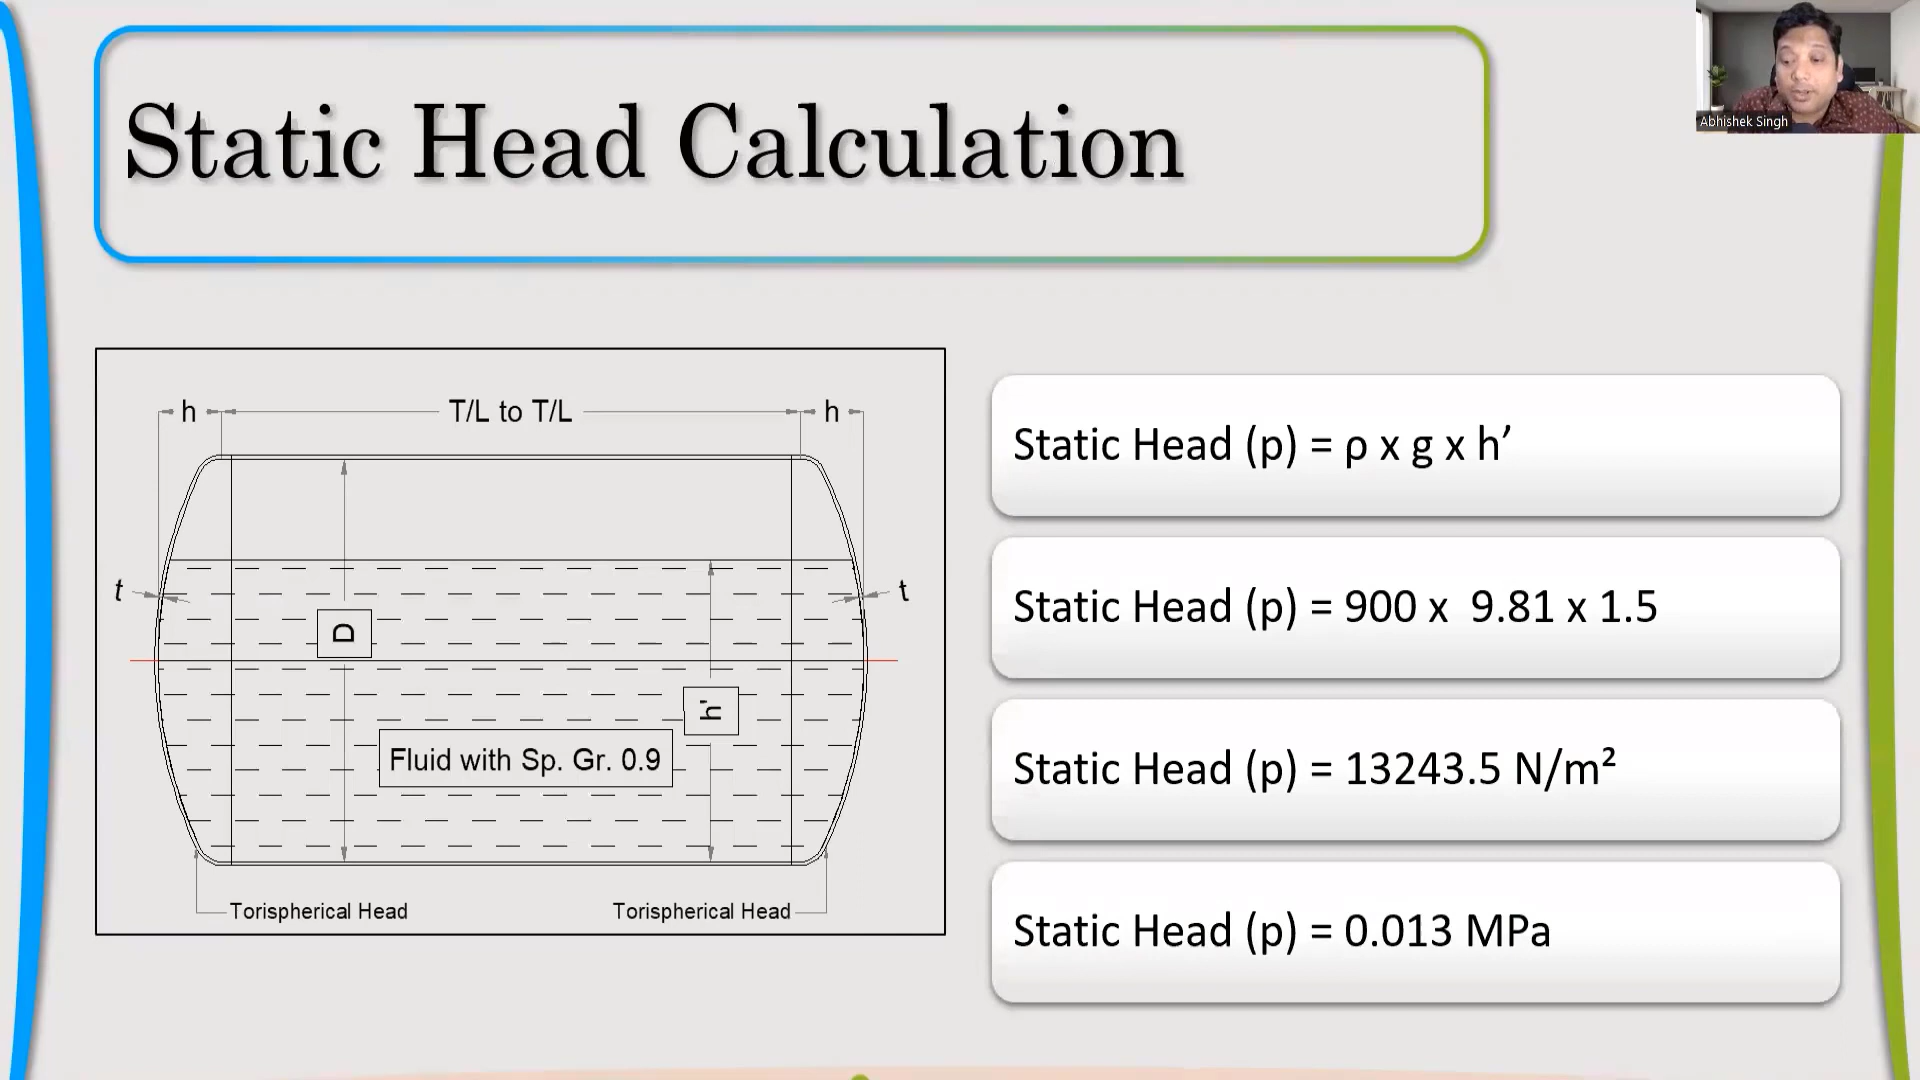 Static Head Calculation
Abhishek Singh
h
T/L to T/L
h
t
t
D
h'
Fluid with Sp. Gr. 0.9
Torispherical Head
Torispherical Head
Static Head (p) = ρ x g x h’
Static Head (p) = 900 x 9.81 x 1.5
Static Head (p) = 13243.5 N/m²
Static Head (p) = 0.013 MPa